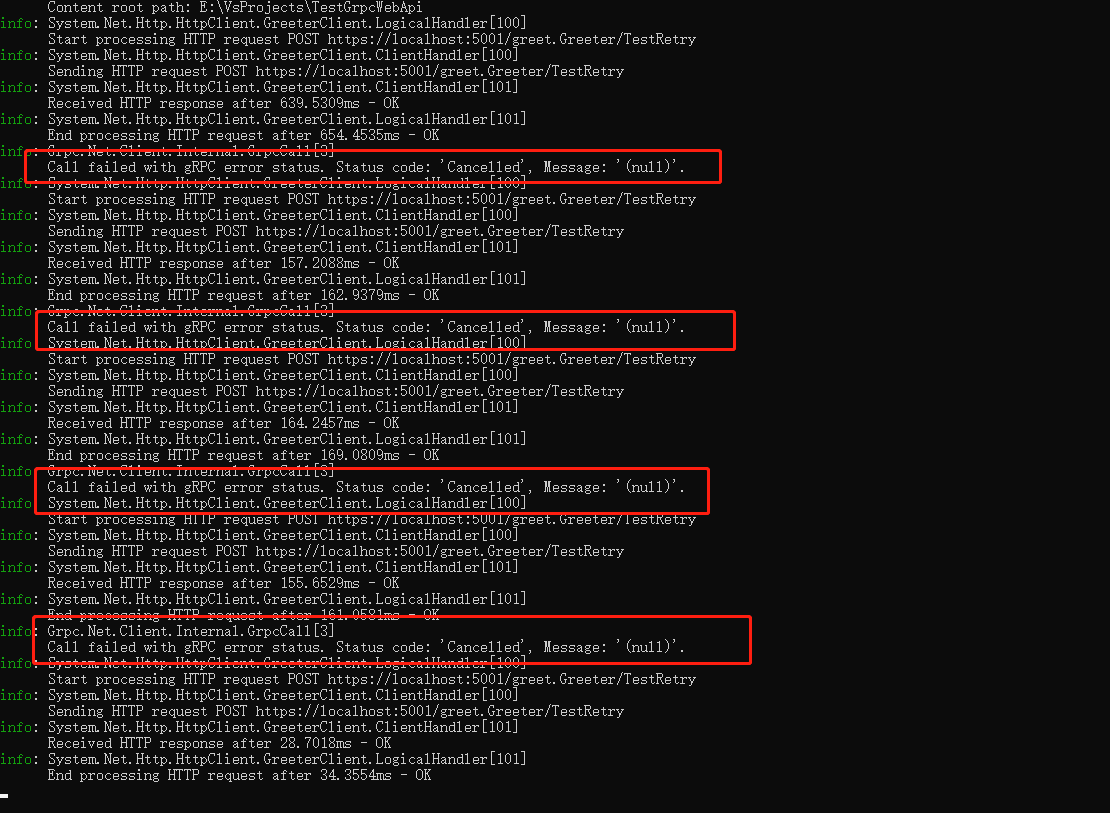 Content root path: E:\VsProjects\TestGrpcWebApi
info: System.Net.Http.HttpClient.GreeterClient.LogicalHandler[100]
Start processing HTTP request POST https://localhost:5001/greet.Greeter/TestRetry
info: System.Net.Http.HttpClient.GreeterClient.ClientHandler[100]
Sending HTTP request POST https://localhost:5001/greet.Greeter/TestRetry
info: System.Net.Http.HttpClient.GreeterClient.ClientHandler[101]
Received HTTP response after 639.5309ms - OK
info: System.Net.Http.HttpClient.GreeterClient.LogicalHandler[101]
End processing HTTP request after 654.4535ms - OK
info: Grpc.Net.Client.Internal.GrpcCall[3]
Call failed with gRPC error status. Status code: 'Cancelled', Message: '(null)'.
info: System.Net.Http.HttpClient.GreeterClient.LogicalHandler[100]
Start processing HTTP request POST https://localhost:5001/greet.Greeter/TestRetry
info: System.Net.Http.HttpClient.GreeterClient.ClientHandler[100]
Sending HTTP request POST https://localhost:5001/greet.Greeter/TestRetry
info: System.Net.Http.HttpClient.GreeterClient.ClientHandler[101]
Received HTTP response after 157.2088ms - OK
info: System.Net.Http.HttpClient.GreeterClient.LogicalHandler[101]
End processing HTTP request after 162.9379ms - OK
info: Grpc.Net.Client.Internal.GrpcCall[3]
Call failed with gRPC error status. Status code: 'Cancelled', Message: '(null)'.
info: System.Net.Http.HttpClient.GreeterClient.LogicalHandler[100]
Start processing HTTP request POST https://localhost:5001/greet.Greeter/TestRetry
info: System.Net.Http.HttpClient.GreeterClient.ClientHandler[100]
Sending HTTP request POST https://localhost:5001/greet.Greeter/TestRetry
info: System.Net.Http.HttpClient.GreeterClient.ClientHandler[101]
Received HTTP response after 164.2457ms - OK
info: System.Net.Http.HttpClient.GreeterClient.LogicalHandler[101]
End processing HTTP request after 169.0809ms - OK
info: Grpc.Net.Client.Internal.GrpcCall[3]
Call failed with gRPC error status. Status code: 'Cancelled', Message: '(null)'.
info: System.Net.Http.HttpClient.GreeterClient.LogicalHandler[100]
Start processing HTTP request POST https://localhost:5001/greet.Greeter/TestRetry
info: System.Net.Http.HttpClient.GreeterClient.ClientHandler[100]
Sending HTTP request POST https://localhost:5001/greet.Greeter/TestRetry
info: System.Net.Http.HttpClient.GreeterClient.ClientHandler[101]
Received HTTP response after 155.6529ms - OK
info: System.Net.Http.HttpClient.GreeterClient.LogicalHandler[101]
End processing HTTP request after 161.0581ms - OK
info: Grpc.Net.Client.Internal.GrpcCall[3]
Call failed with gRPC error status. Status code: 'Cancelled', Message: '(null)'.
info: System.Net.Http.HttpClient.GreeterClient.LogicalHandler[100]
Start processing HTTP request POST https://localhost:5001/greet.Greeter/TestRetry
info: System.Net.Http.HttpClient.GreeterClient.ClientHandler[100]
Sending HTTP request POST https://localhost:5001/greet.Greeter/TestRetry
info: System.Net.Http.HttpClient.GreeterClient.ClientHandler[101]
Received HTTP response after 28.7018ms - OK
info: System.Net.Http.HttpClient.GreeterClient.LogicalHandler[101]
End processing HTTP request after 34.3554ms - OK